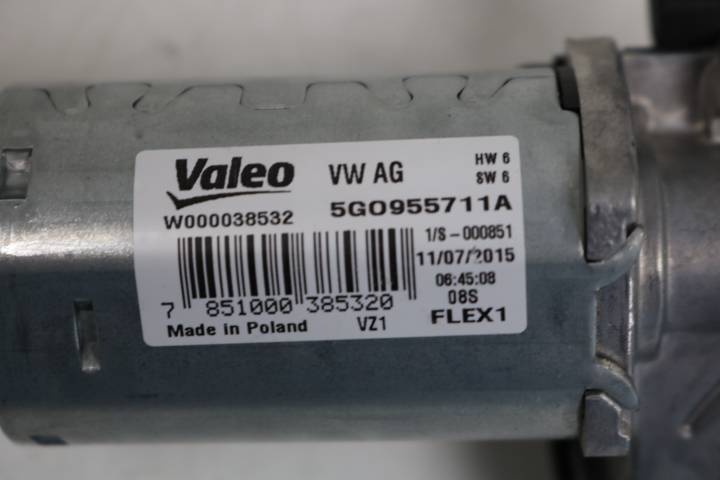 Valeo VW AG HW 6
SW 6
W000038532 5G0955711A
1/S-000851
11/07/2015
06:45:08
7 851000 385320 08S
Made in Poland VZ1 FLEX1